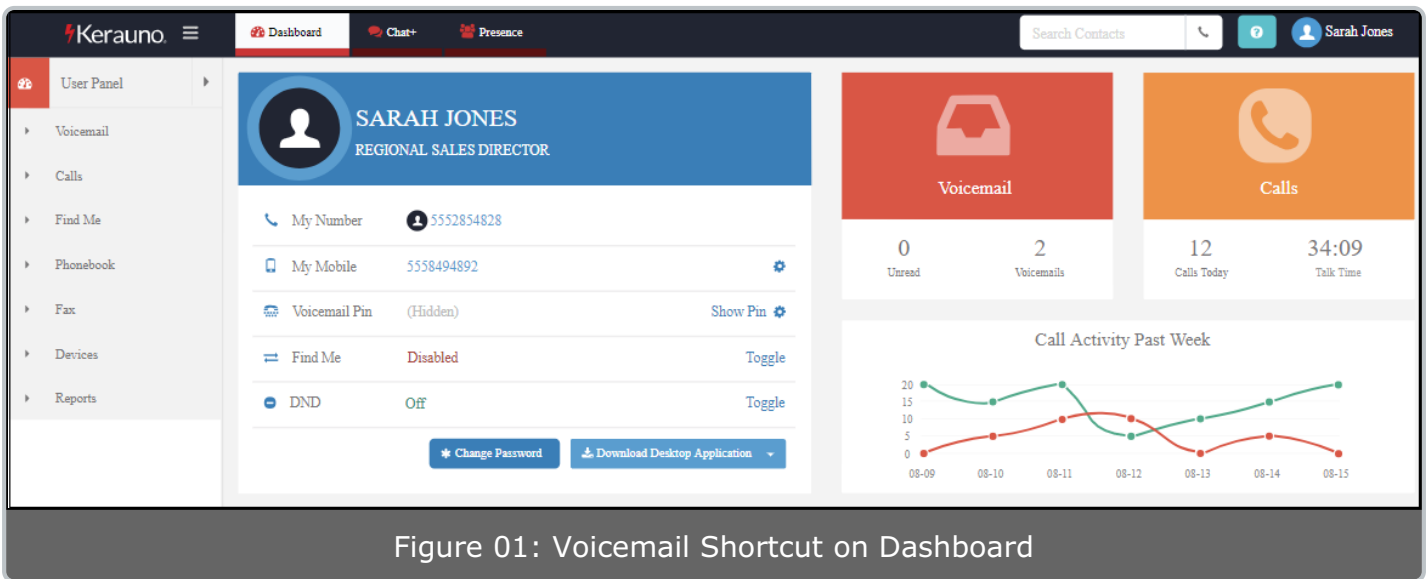 Kerauno.
Dashboard
Chat+
Presence
Search Contacts
Sarah Jones
User Panel
Voicemail
Calls
Find Me
Phonebook
Fax
Devices
Reports
SARAH JONES
REGIONAL SALES DIRECTOR
My Number 5552854828
My Mobile 5558494892
Voicemail Pin (Hidden) Show Pin
Find Me Disabled Toggle
DND Off Toggle
Change Password Download Desktop Application
Voicemail
0 2
Unread Voicemails
Calls
12 34:09
Calls Today Talk Time
Call Activity Past Week
20
15
10
5
0
08-09 08-10 08-11 08-12 08-13 08-14 08-15
Figure 01: Voicemail Shortcut on Dashboard